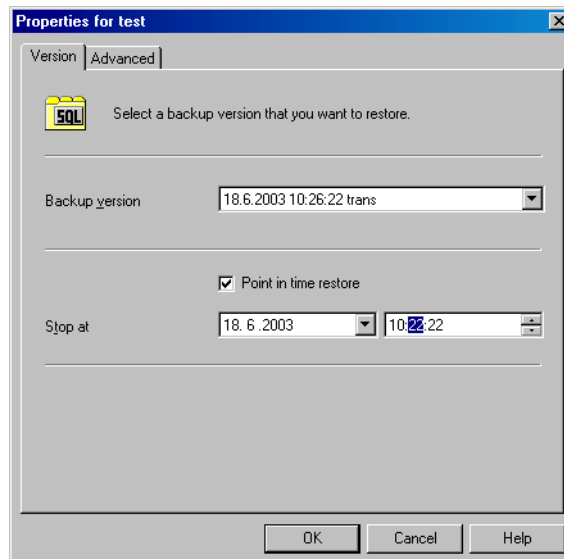 Properties for test
Version Advanced
SQL Select a backup version that you want to restore.
Backup version 18.6.2003 10:26:22 trans
Point in time restore
Stop at 18. 6 .2003 10:22:22
OK Cancel Help